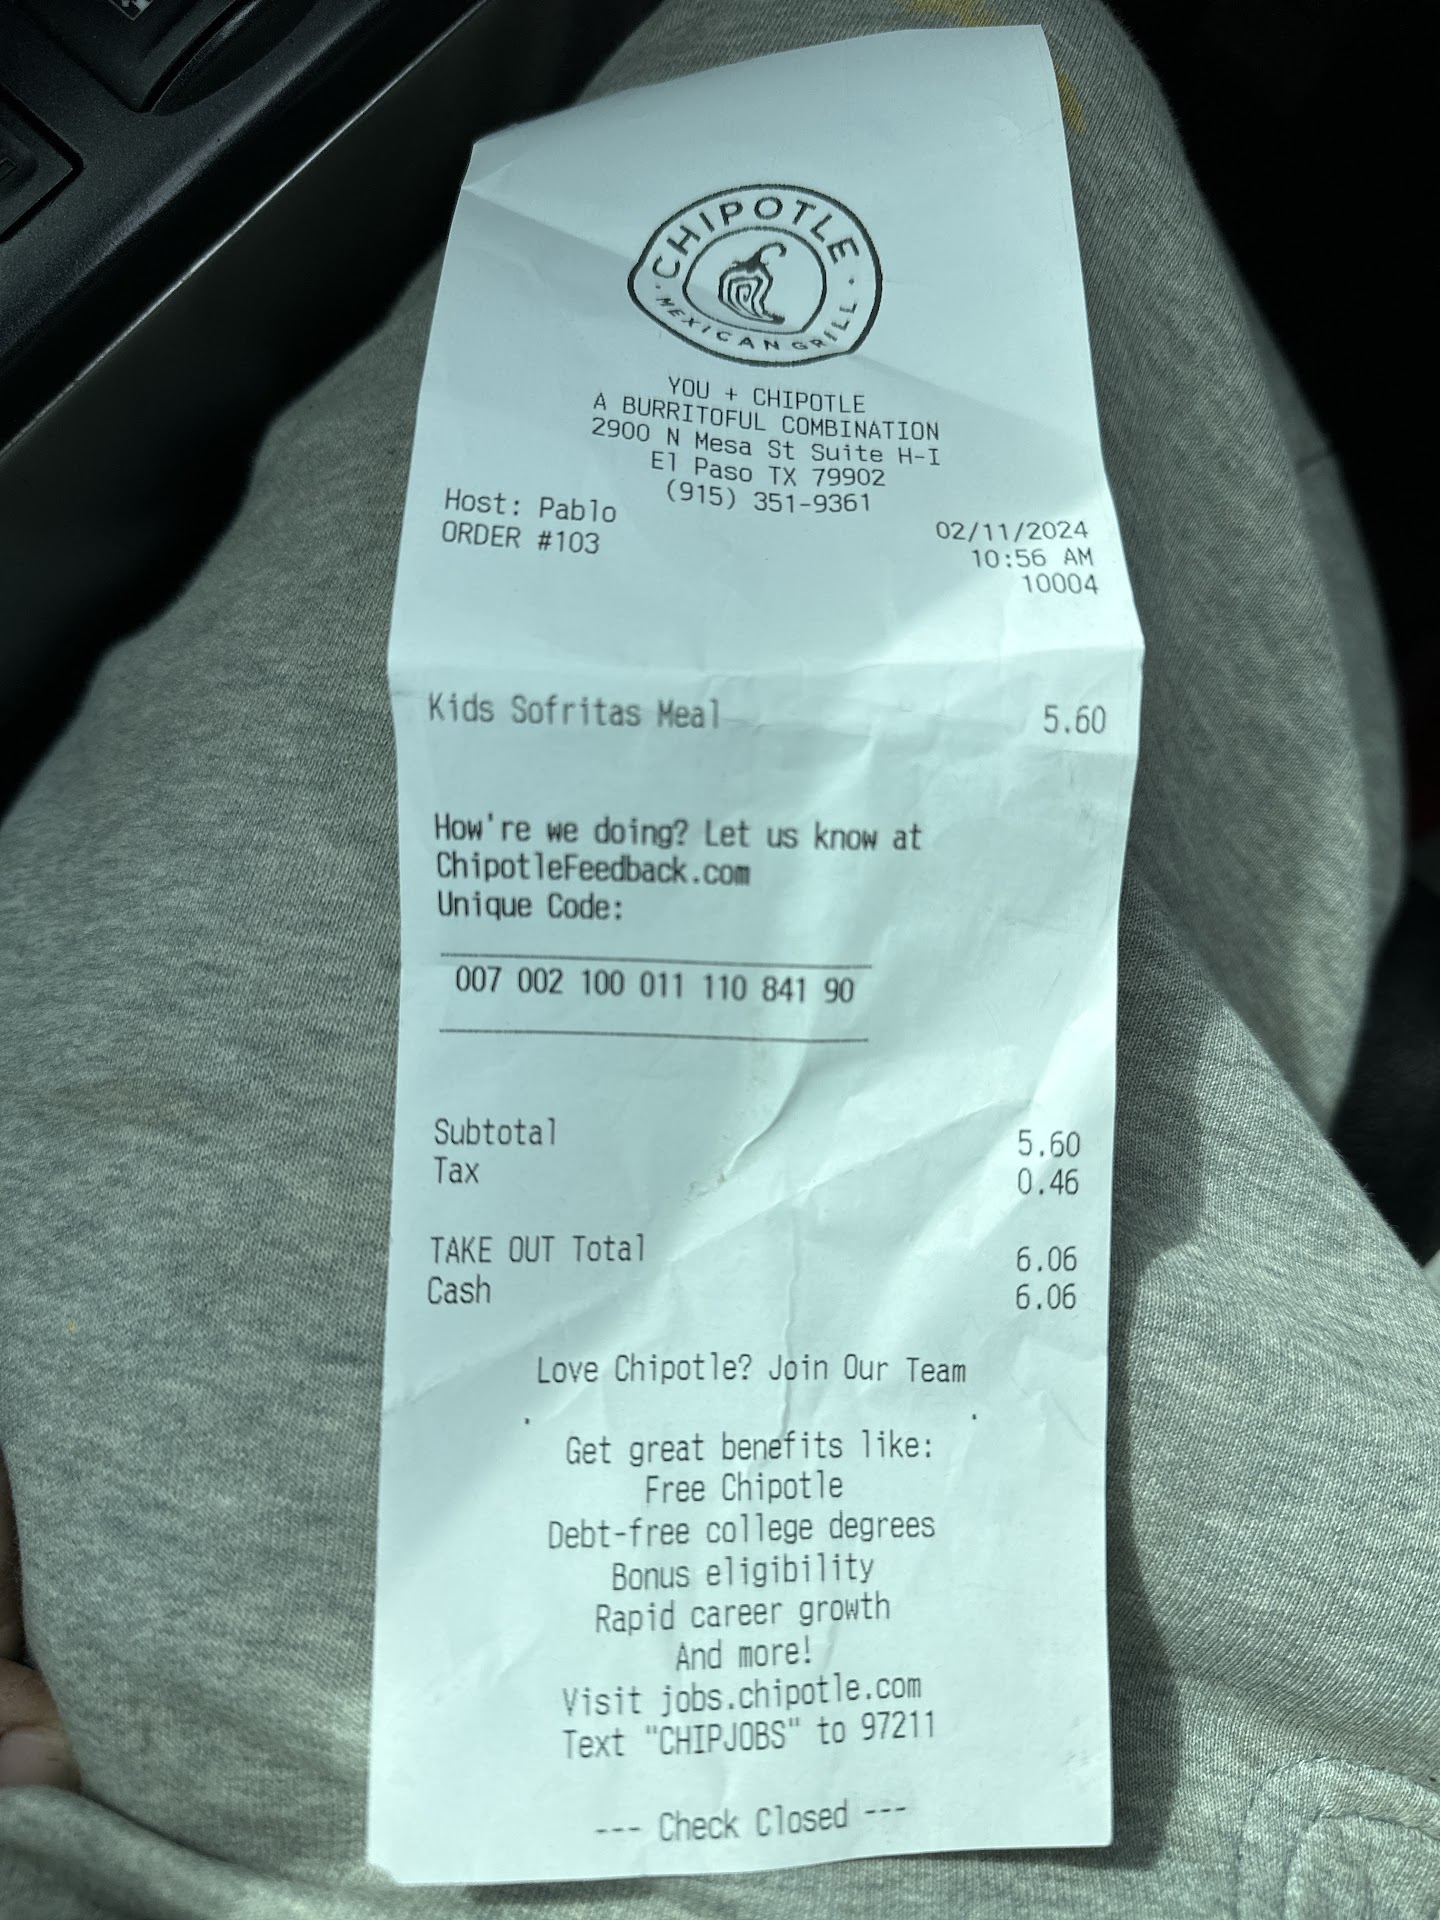 CHIPOTLE
MEXICAN GRILL
YOU + CHIPOTLE
A BURRITOFUL COMBINATION
2900 N Mesa St Suite H-I
El Paso TX 79902
(915) 351-9361
Host: Pablo 02/11/2024
ORDER #103 10:56 AM
10004
Kids Sofritas Meal 5.60
How're we doing? Let us know at
ChipotleFeedback.com
Unique Code:
007 002 100 011 110 841 90
Subtotal 5.60
Tax 0.46
TAKE OUT Total 6.06
Cash 6.06
Love Chipotle? Join Our Team
Get great benefits like:
Free Chipotle
Debt-free college degrees
Bonus eligibility
Rapid career growth
And more!
Visit jobs.chipotle.com
Text "CHIPJOBS" to 97211
--- Check Closed ---